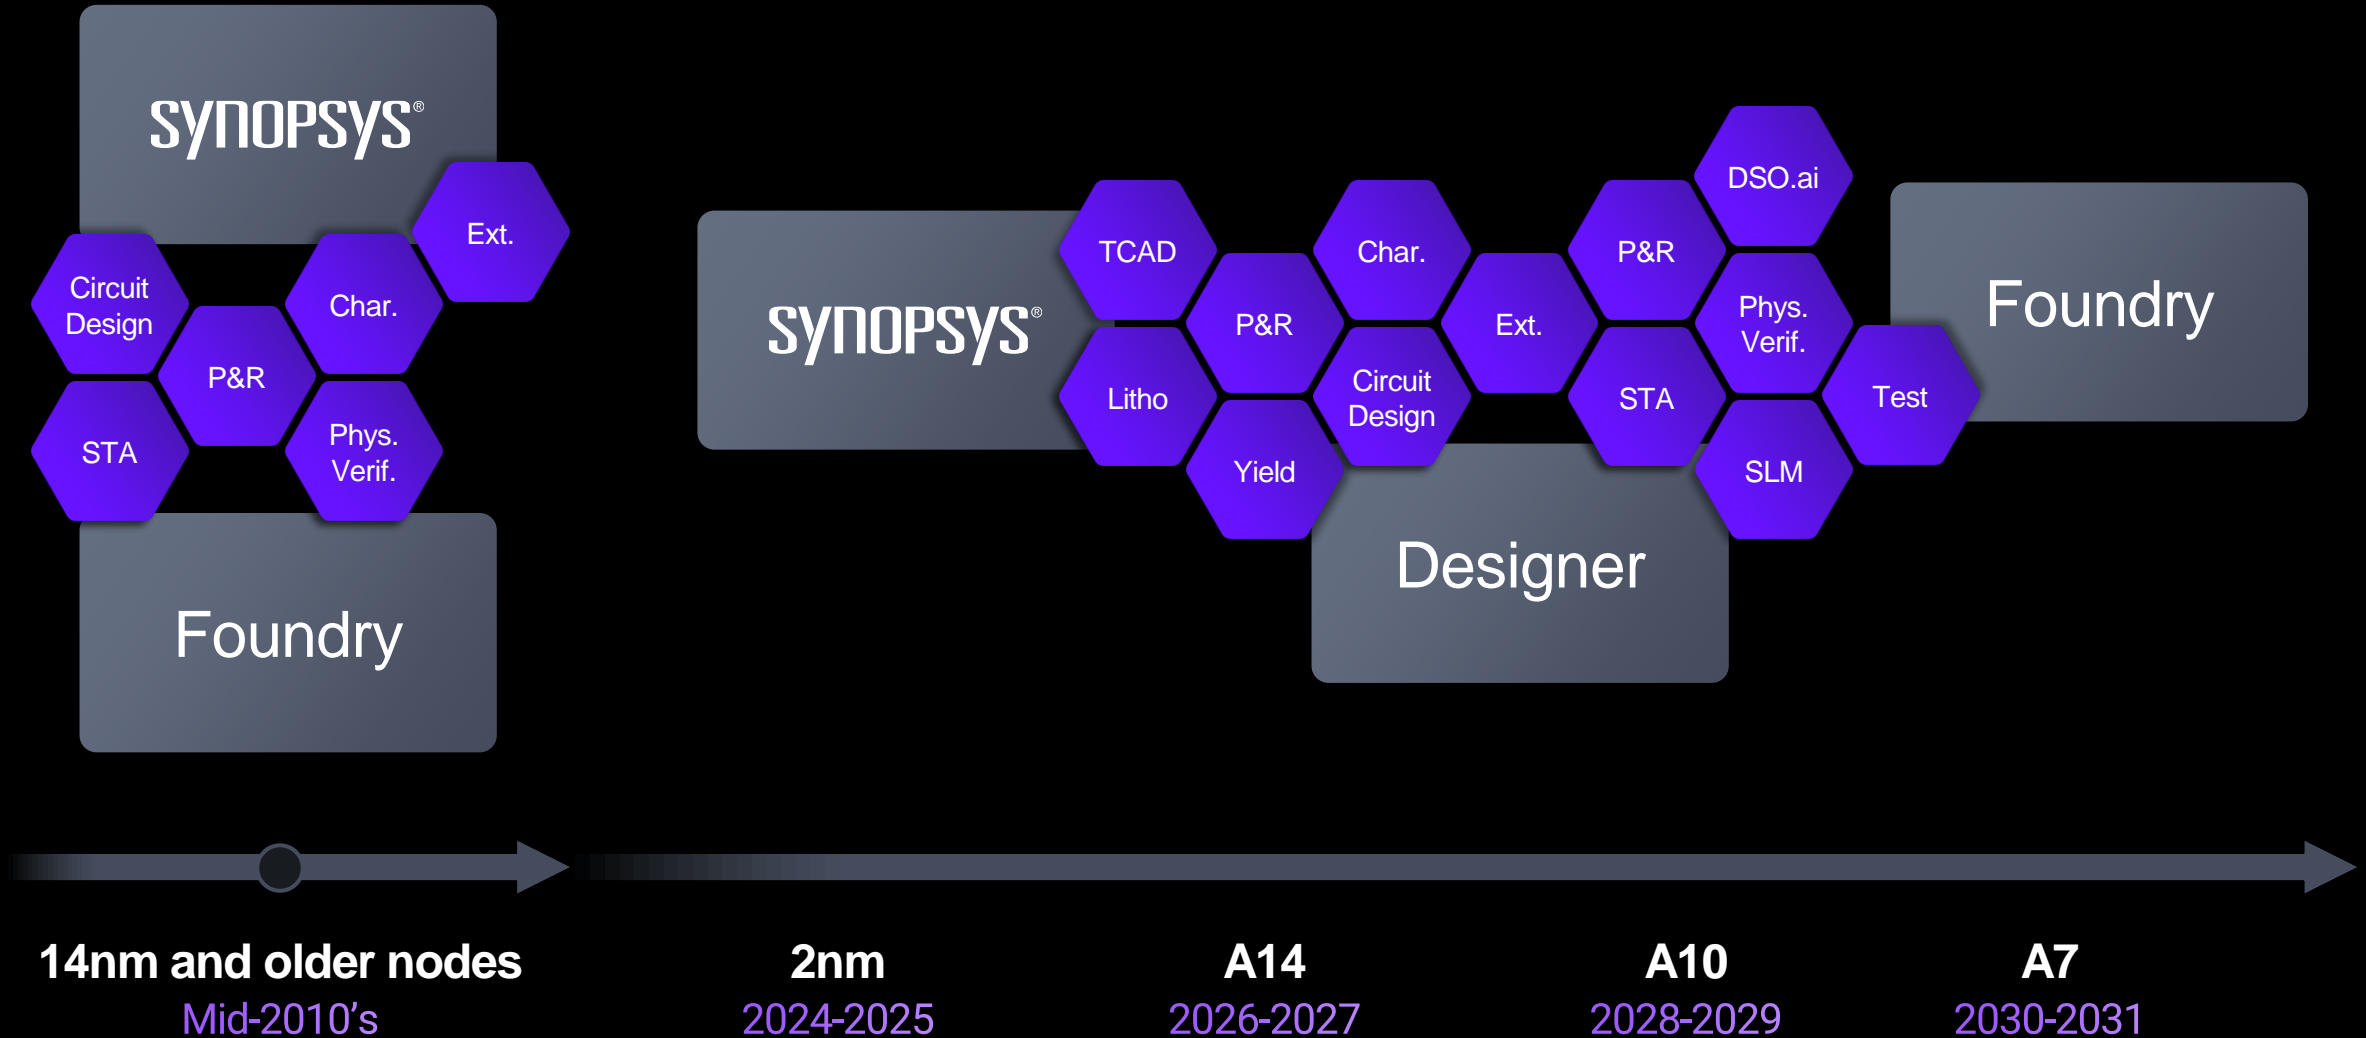 SYNOPSYS®
Ext.
Circuit
Design
Char.
P&R
STA
Phys.
Verif.
Foundry
SYNOPSYS®
TCAD
Litho
P&R
Yield
Char.
Circuit
Design
Ext.
P&R
STA
DSO.ai
Phys.
Verif.
SLM
Test
Foundry
Designer
14nm and older nodes
Mid-2010’s
2nm
2024-2025
A14
2026-2027
A10
2028-2029
A7
2030-2031